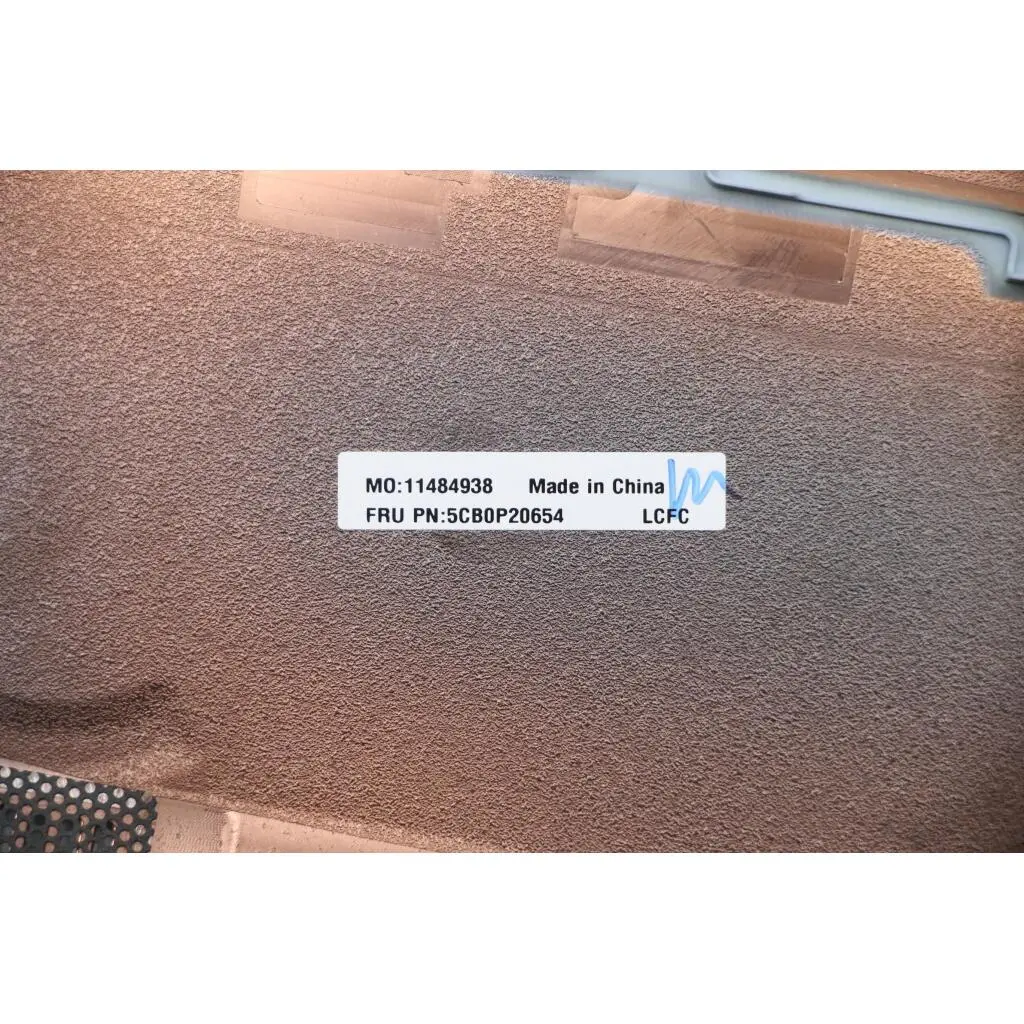 MO:11484938 Made in China
FRU PN:5CB0P20654 LCFC